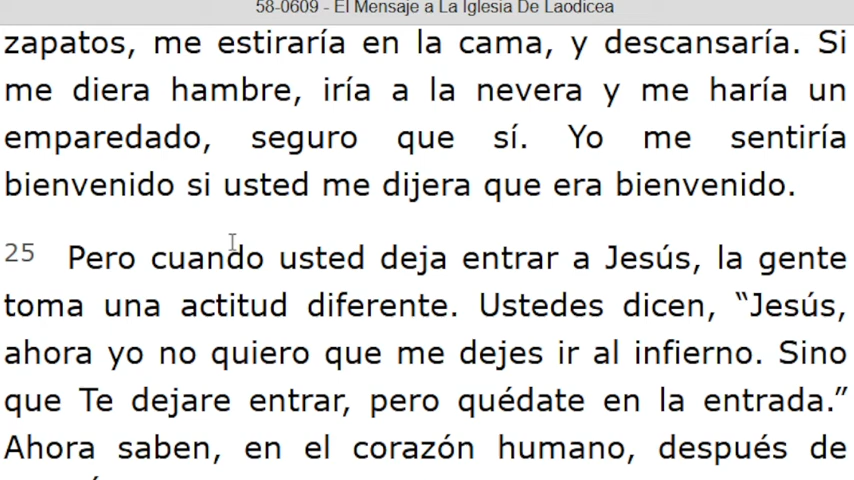 58-0609 - El Mensaje a La Iglesia De Laodicea
zapatos, me estiraría en la cama, y descansaría. Si
me diera hambre, iría a la nevera y me haría un
emparedado, seguro que sí. Yo me sentiría
bienvenido si usted me dijera que era bienvenido.
25 Pero cuando usted deja entrar a Jesús, la gente
toma una actitud diferente. Ustedes dicen, “Jesús,
ahora yo no quiero que me dejes ir al infierno. Sino
que Te dejare entrar, pero quédate en la entrada.”
Ahora saben, en el corazón humano, después de